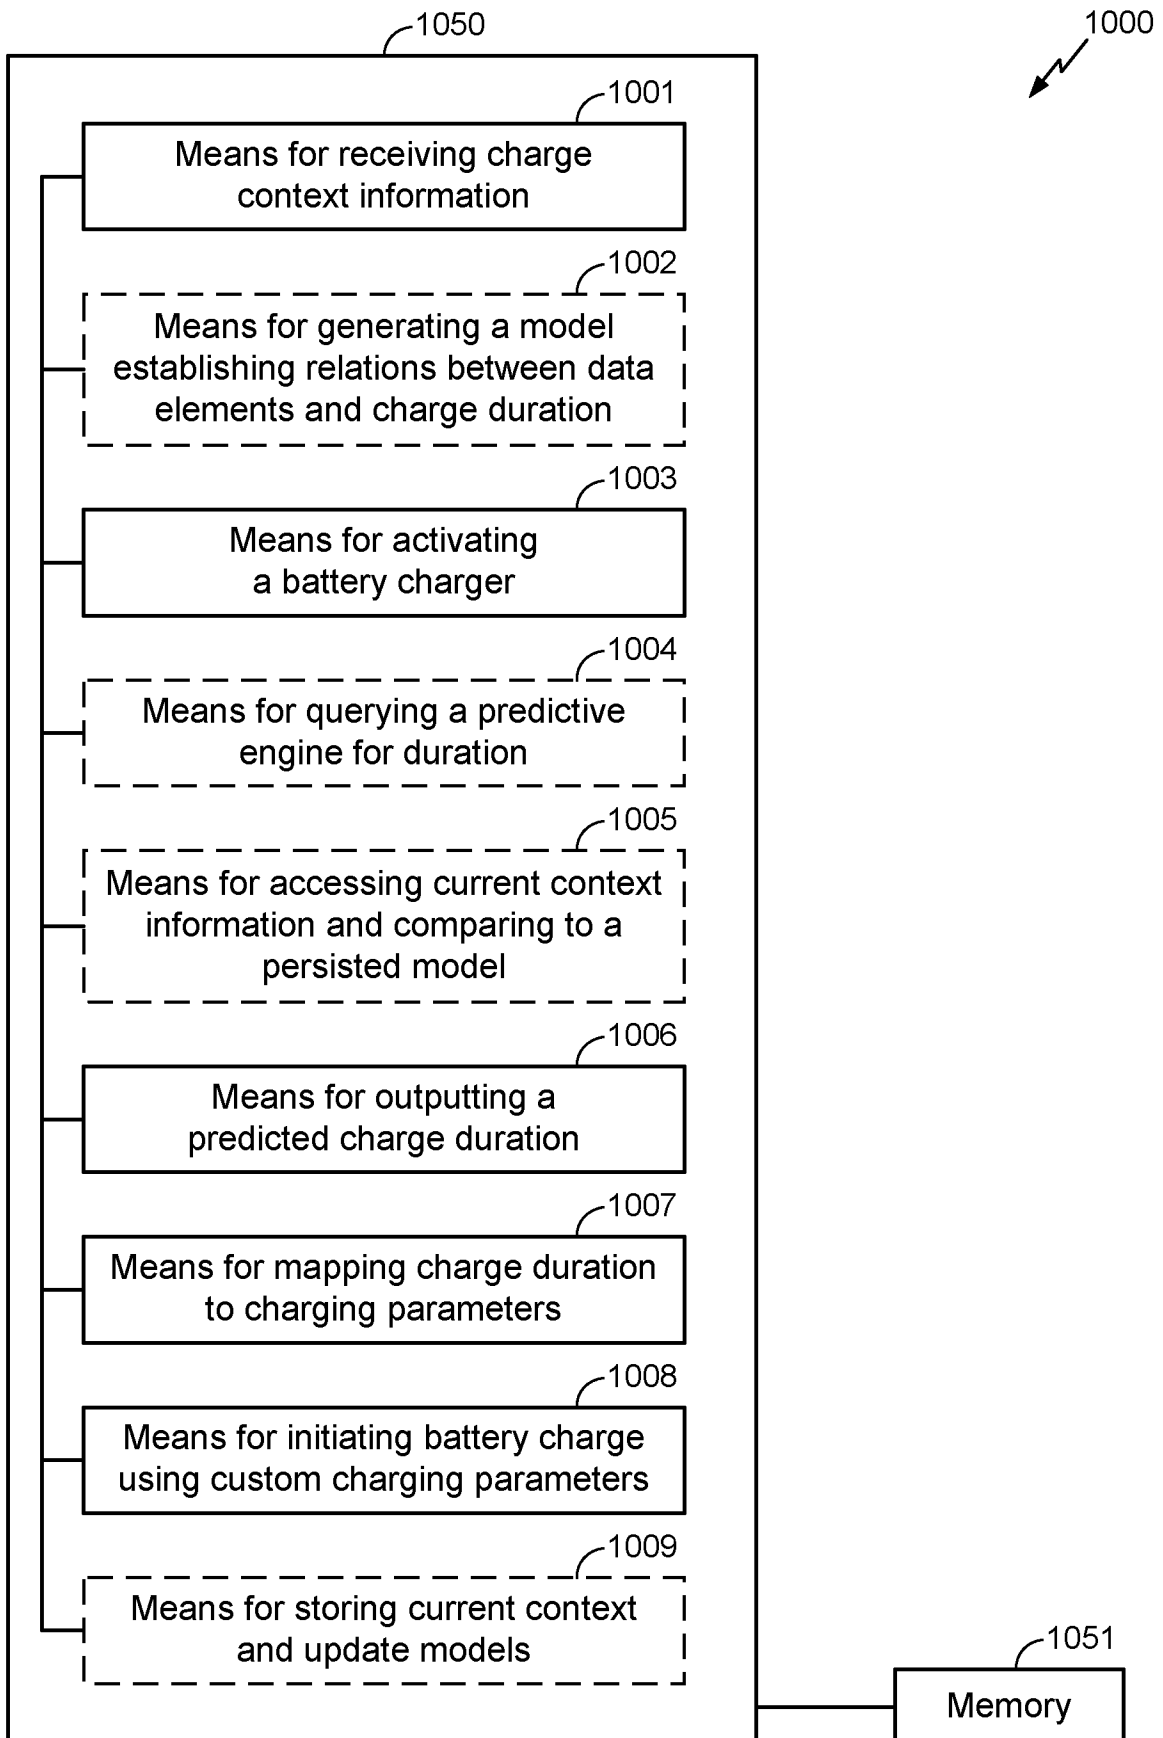 1050
1000
1001
Means for receiving charge
context information
1002
Means for generating a model
establishing relations between data
elements and charge duration
1003
Means for activating
a battery charger
1004
Means for querying a predictive
engine for duration
1005
Means for accessing current context
information and comparing to a
persisted model
1006
Means for outputting a
predicted charge duration
1007
Means for mapping charge duration
to charging parameters
1008
Means for initiating battery charge
using custom charging parameters
1009
Means for storing current context
and update models
1051
Memory